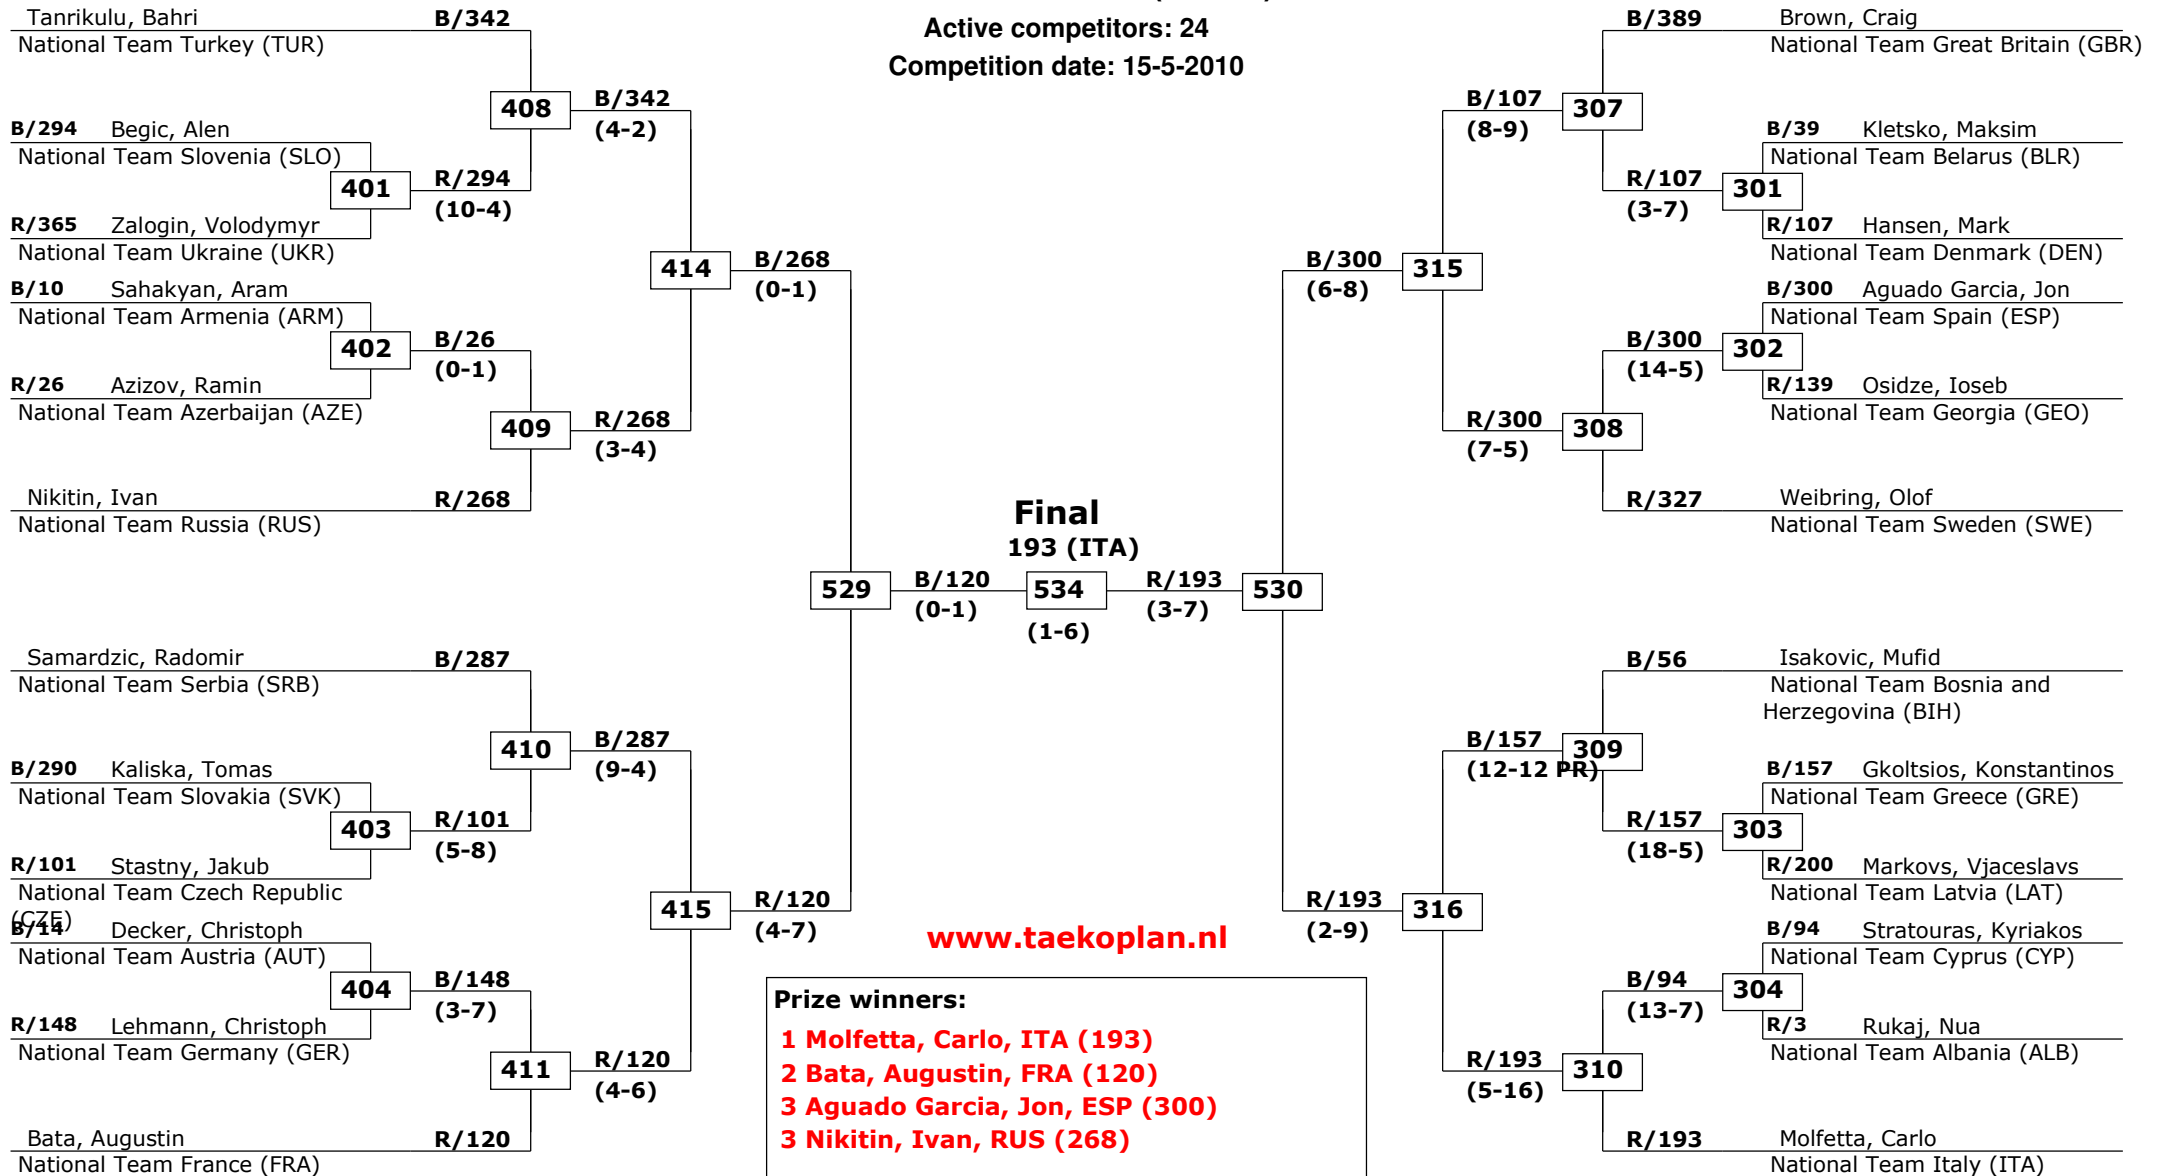 Active competitors: 24
Competition date: 15-5-2010
Tanrikulu, Bahri
B/342
National Team Turkey (TUR)
408
B/342
(4-2)
B/294 Begic, Alen
National Team Slovenia (SLO)
401
R/294
(10-4)
R/365 Zalogin, Volodymyr
National Team Ukraine (UKR)
414
B/268
(0-1)
B/10 Sahakyan, Aram
National Team Armenia (ARM)
402
B/26
(0-1)
R/26 Azizov, Ramin
National Team Azerbaijan (AZE)
409
R/268
(3-4)
Nikitin, Ivan
R/268
National Team Russia (RUS)
529
B/120
(0-1)
Samardzic, Radomir
B/287
National Team Serbia (SRB)
410
B/287
(9-4)
B/290 Kaliska, Tomas
National Team Slovakia (SVK)
403
R/101
(5-8)
R/101 Stastny, Jakub
National Team Czech Republic
(CZE)
415
R/120
(4-7)
B/14 Decker, Christoph
National Team Austria (AUT)
404
B/148
(3-7)
R/148 Lehmann, Christoph
National Team Germany (GER)
411
R/120
(4-6)
Bata, Augustin
R/120
National Team France (FRA)
Final
193 (ITA)
534
(1-6)
R/193
(3-7)
530
B/389
Brown, Craig
National Team Great Britain (GBR)
B/107
(8-9)
307
B/39 Kletsko, Maksim
National Team Belarus (BLR)
R/107
(3-7)
301
R/107 Hansen, Mark
National Team Denmark (DEN)
B/300
(6-8)
315
B/300 Aguado Garcia, Jon
National Team Spain (ESP)
B/300
(14-5)
302
R/139 Osidze, Ioseb
National Team Georgia (GEO)
R/300
(7-5)
308
R/327
Weibring, Olof
National Team Sweden (SWE)
B/56
Isakovic, Mufid
National Team Bosnia and
Herzegovina (BIH)
B/157
(12-12 PR)
309
B/157 Gkoltsios, Konstantinos
National Team Greece (GRE)
R/157
(18-5)
303
R/200 Markovs, Vjaceslavs
National Team Latvia (LAT)
R/193
(2-9)
316
B/94 Stratouras, Kyriakos
National Team Cyprus (CYP)
B/94
(13-7)
304
R/3 Rukaj, Nua
National Team Albania (ALB)
R/193
(5-16)
310
R/193
Molfetta, Carlo
National Team Italy (ITA)
www.taekoplan.nl
Prize winners:
1 Molfetta, Carlo, ITA (193)
2 Bata, Augustin, FRA (120)
3 Aguado Garcia, Jon, ESP (300)
3 Nikitin, Ivan, RUS (268)